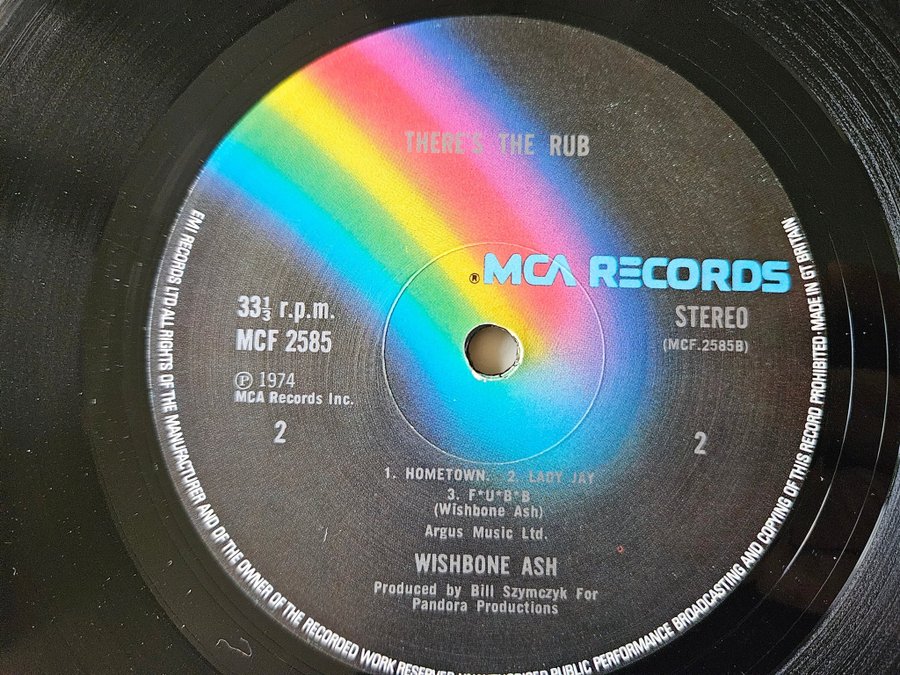 THERE'S THE RUB
® MCA RECORDS
33⅓ r.p.m.
MCF 2585
STEREO
(MCF.2585B)
Ⓟ 1974
MCA Records Inc.
2
2
1. HOMETOWN. 2. LADY JAY
3. F*U*B*B
(Wishbone Ash)
Argus Music Ltd.
WISHBONE ASH
Produced by Bill Szymczyk For
Pandora Productions
EMI RECORDS LTD ALL RIGHTS OF THE MANUFACTURER AND OF THE OWNER OF THE RECORDED WORK RESERVED UNAUTHORISED PUBLIC PERFORMANCE BROADCASTING AND COPYING OF THIS RECORD PROHIBITED·MADE IN GT BRITAIN